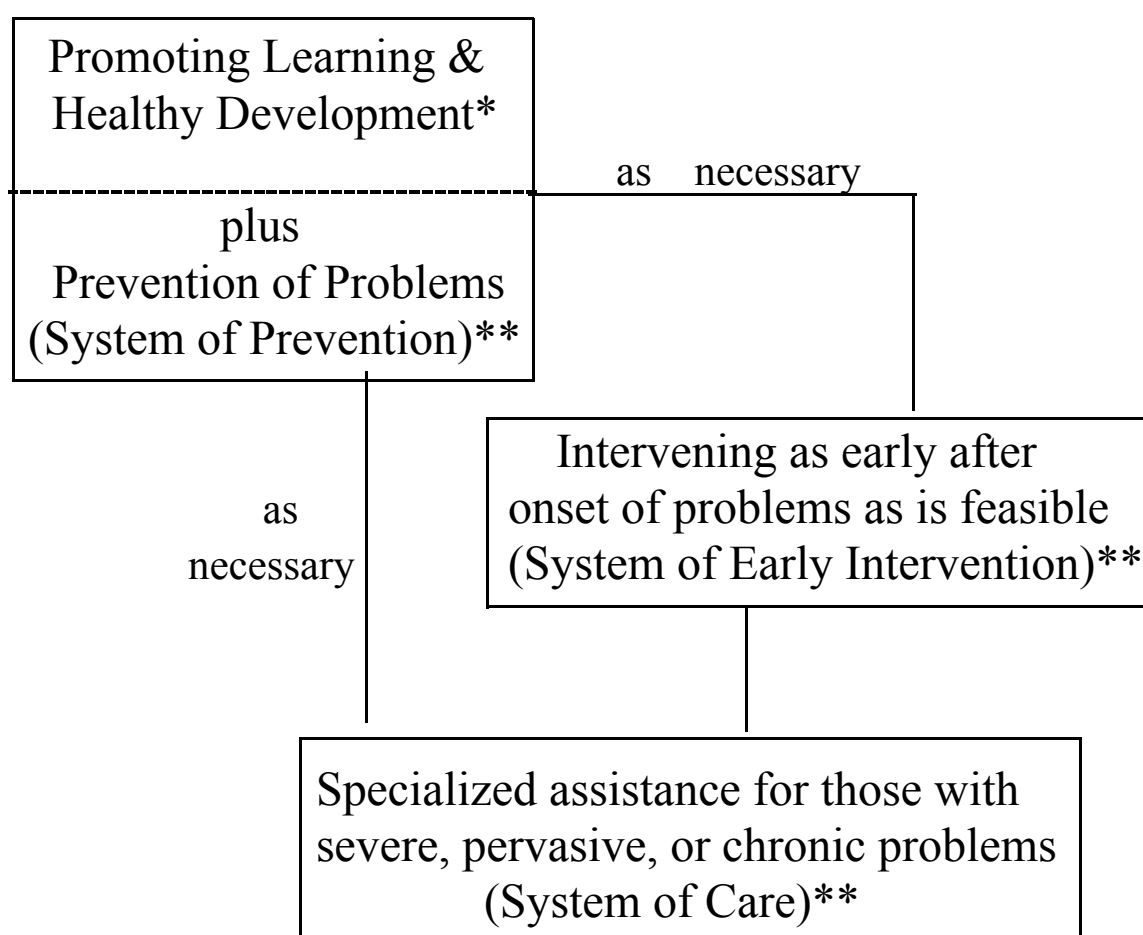 Promoting Learning &
Healthy Development*
as necessary
plus
Prevention of Problems
(System of Prevention)**
Intervening as early after
onset of problems as is feasible
(System of Early Intervention)**
as
necessary
Specialized assistance for those with
severe, pervasive, or chronic problems
(System of Care)**